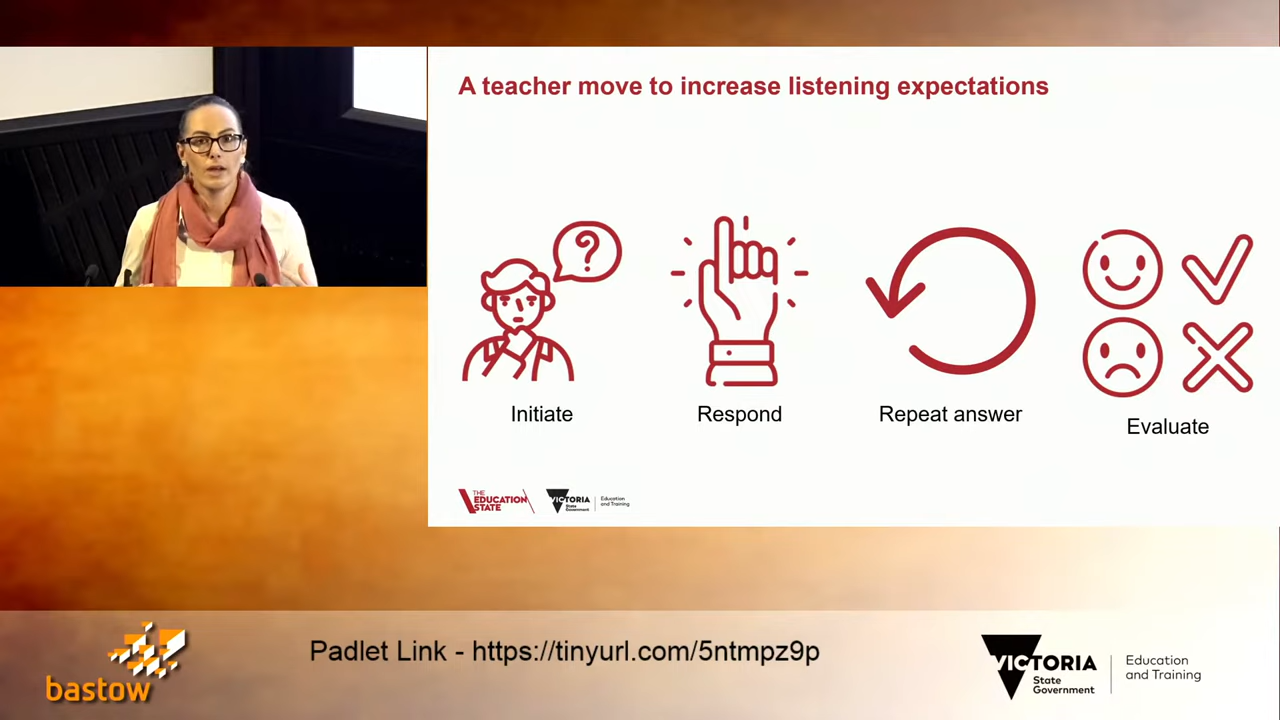 A teacher move to increase listening expectations
?
Initiate
Respond
Repeat answer
Evaluate
THE
EDUCATION
STATE
VICTORIA
State
Government
Education
and Training
bastow
Padlet Link - https://tinyurl.com/5ntmpz9p
VICTORIA
State
Government
Education
and Training